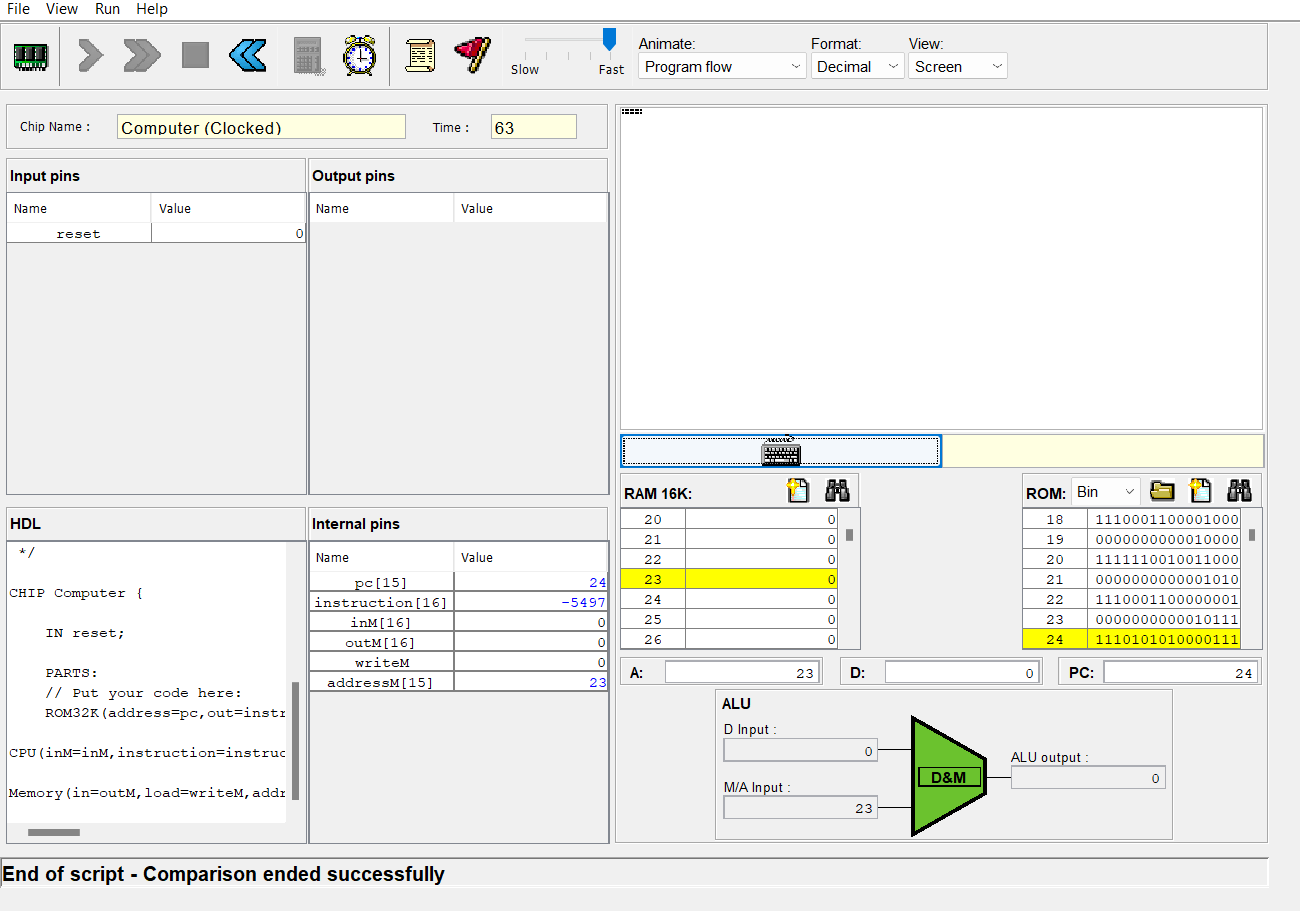 File View Run Help
Slow Fast
Animate: Format: View:
Program flow Decimal Screen
Chip Name : Computer (Clocked) Time : 63
Input pins
Name Value
reset 0
Output pins
Name Value
HDL
*/
CHIP Computer {
IN reset;
PARTS:
// Put your code here:
ROM32K(address=pc,out=instr
CPU(inM=inM,instruction=instruc
Memory(in=outM,load=writeM,addr
Internal pins
Name Value
pc[15] 24
instruction[16] -5497
inM[16] 0
outM[16] 0
writeM 0
addressM[15] 23
RAM 16K:
20 0
21 0
22 0
23 0
24 0
25 0
26 0
ROM: Bin
18 1110001100001000
19 0000000000010000
20 1111110010011000
21 0000000000001010
22 1110001100000001
23 0000000000010111
24 1110101010000111
A: 23 D: 0 PC: 24
ALU
D Input :
0
M/A Input :
23
D&M
ALU output :
0
End of script - Comparison ended successfully